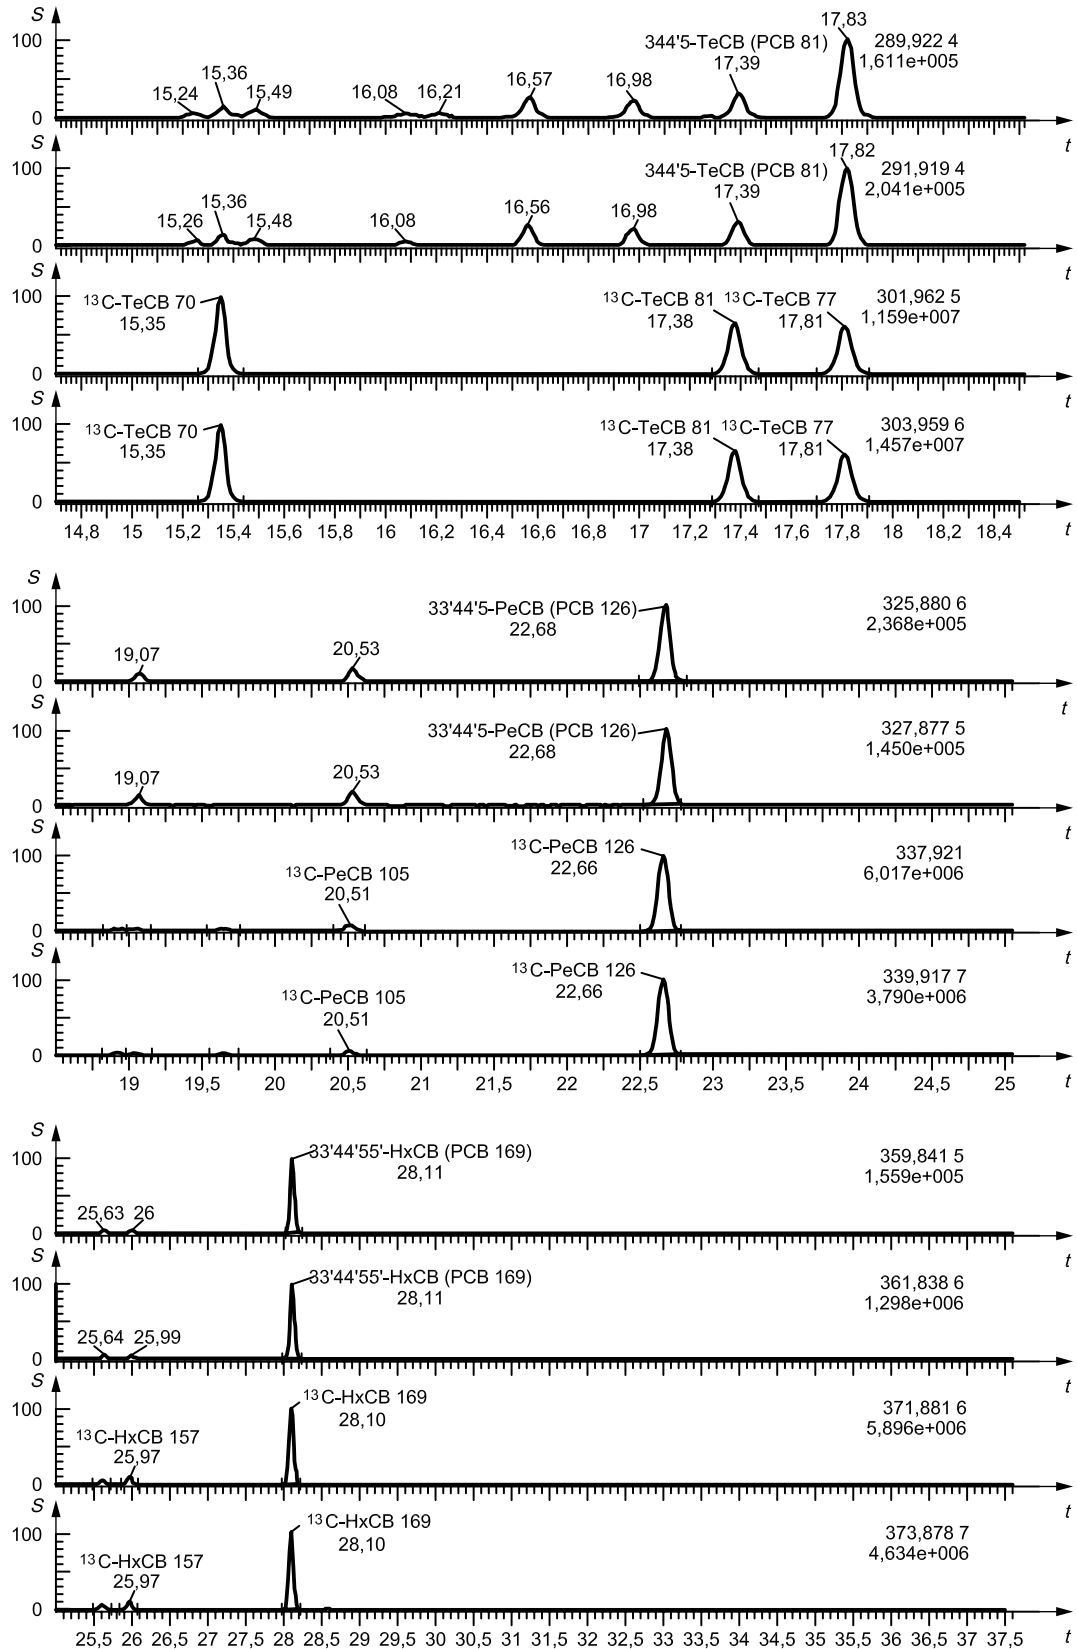 S
17,83
344'5-TeCB (PCB 81)
289,922 4
100
15,36
17,39
1,611e+005
15,24
15,49
16,08
16,21
16,57
16,98
0
t
S
17,82
344'5-TeCB (PCB 81)
291,919 4
100
15,36
17,39
2,041e+005
15,26
15,48
16,08
16,56
16,98
0
t
S
100
13C-TeCB 70
15,35
13C-TeCB 81
17,38
13C-TeCB 77
17,81
301,962 5
1,159e+007
0
t
S
100
13C-TeCB 70
15,35
13C-TeCB 81
17,38
13C-TeCB 77
17,81
303,959 6
1,457e+007
0
14,8 15 15,2 15,4 15,6 15,8 16 16,2 16,4 16,6 16,8 17 17,2 17,4 17,6 17,8 18 18,2 18,4 t
S
100
33'44'5-PeCB (PCB 126)
22,68
325,880 6
2,368e+005
19,07
20,53
0
t
S
100
33'44'5-PeCB (PCB 126)
22,68
327,877 5
1,450e+005
19,07
20,53
0
t
S
100
13C-PeCB 126
22,66
337,921
6,017e+006
13C-PeCB 105
20,51
0
t
S
100
13C-PeCB 126
22,66
339,917 7
3,790e+006
13C-PeCB 105
20,51
0
19 19,5 20 20,5 21 21,5 22 22,5 23 23,5 24 24,5 25 t
S
100
33'44'55'-HxCB (PCB 169)
28,11
359,841 5
1,559e+005
25,63 26
0
t
S
100
33'44'55'-HxCB (PCB 169)
28,11
361,838 6
1,298e+006
25,64 25,99
0
t
S
100
13C-HxCB 169
28,10
371,881 6
5,896e+006
13C-HxCB 157
25,97
0
t
S
100
13C-HxCB 169
28,10
373,878 7
4,634e+006
13C-HxCB 157
25,97
0
25,5 26 26,5 27 27,5 28 28,5 29 29,5 30 30,5 31 31,5 32 32,5 33 33,5 34 34,5 35 35,5 36 36,5 37 37,5 t